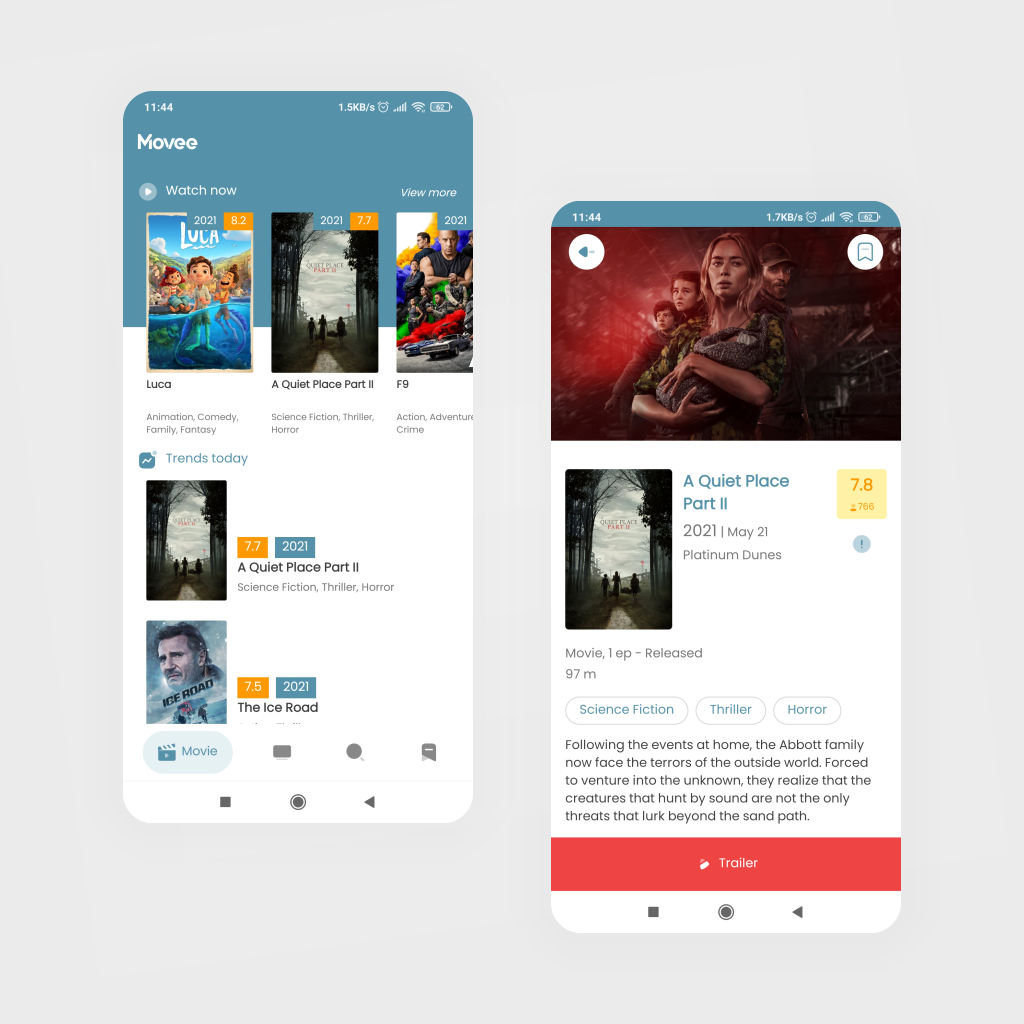 11:44
1.5KB/s
62
Movee
Watch now
View more
2021 8.2
LUCA
2021 7.7
A QUIET PLACE
PART II
2021
Luca
A Quiet Place Part II
F9
Animation, Comedy,
Family, Fantasy
Science Fiction, Thriller,
Horror
Action, Adventure
Crime
Trends today
QUIET PLACE
PART II
7.7 2021
A Quiet Place Part II
Science Fiction, Thriller, Horror
ICE ROAD
7.5 2021
The Ice Road
Movie
11:44
1.7KB/s
62
QUIET PLACE
PART II
A Quiet Place
Part II
7.8
766
2021 | May 21
Platinum Dunes
!
Movie, 1 ep - Released
97 m
Science Fiction
Thriller
Horror
Following the events at home, the Abbott family
now face the terrors of the outside world. Forced
to venture into the unknown, they realize that the
creatures that hunt by sound are not the only
threats that lurk beyond the sand path.
Trailer